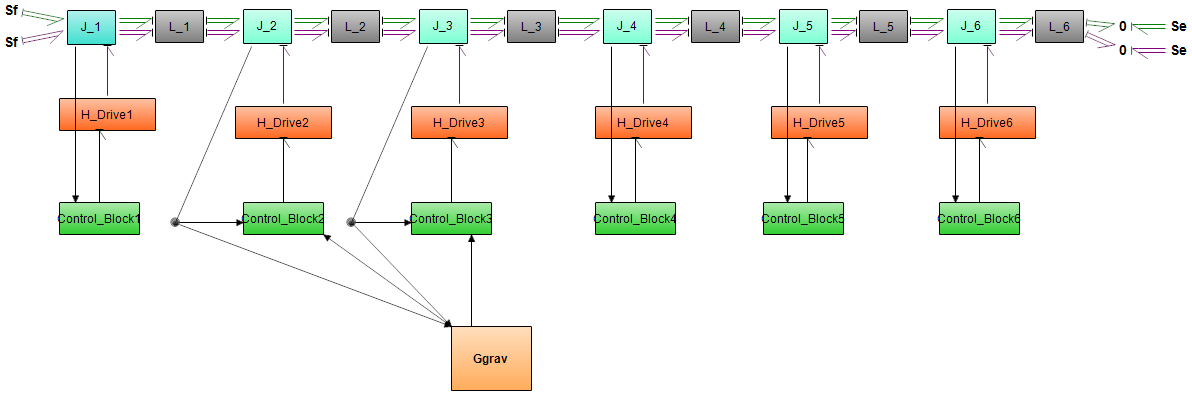 Sf
Sf
J_1
L_1
J_2
L_2
J_3
L_3
J_4
L_4
J_5
L_5
J_6
L_6
0
Se
0
Se
H_Drive1
H_Drive2
H_Drive3
H_Drive4
H_Drive5
H_Drive6
Control_Block1
Control_Block2
Control_Block3
Control_Block4
Control_Block5
Control_Block6
Ggrav